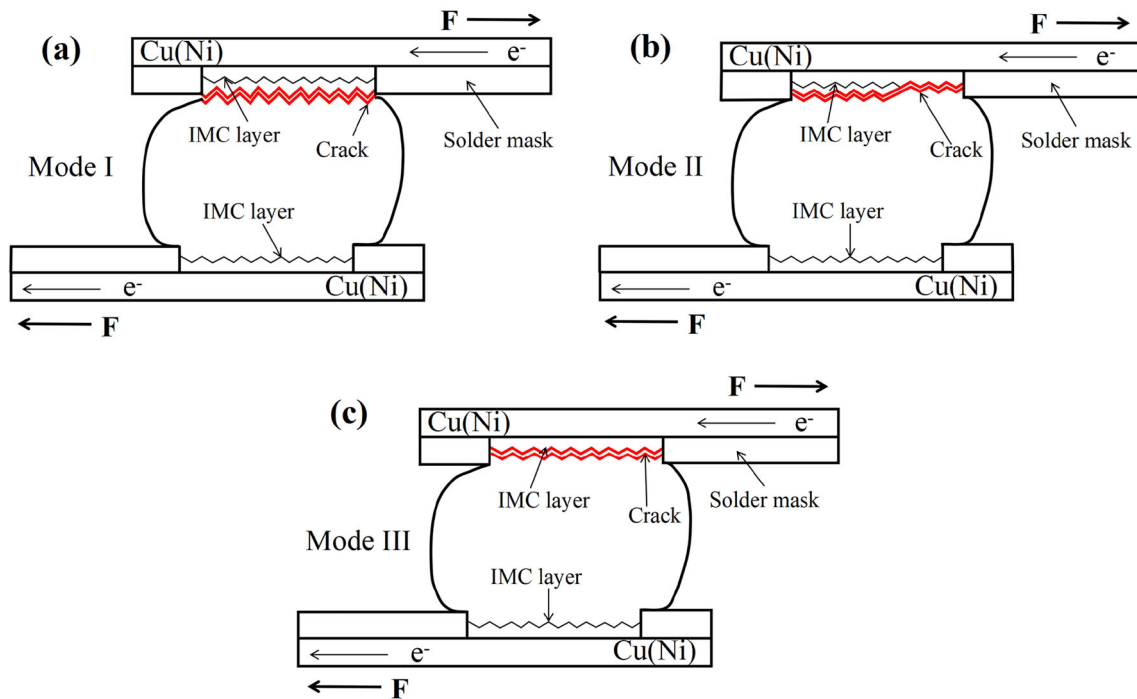 (a)
F
Cu(Ni)
e-
IMC layer
Crack
Solder mask
Mode I
IMC layer
e-
Cu(Ni)
F
(b)
F
Cu(Ni)
e-
IMC layer
Crack
Solder mask
Mode II
IMC layer
e-
Cu(Ni)
F
(c)
F
Cu(Ni)
e-
IMC layer
Crack
Solder mask
Mode III
IMC layer
e-
Cu(Ni)
F